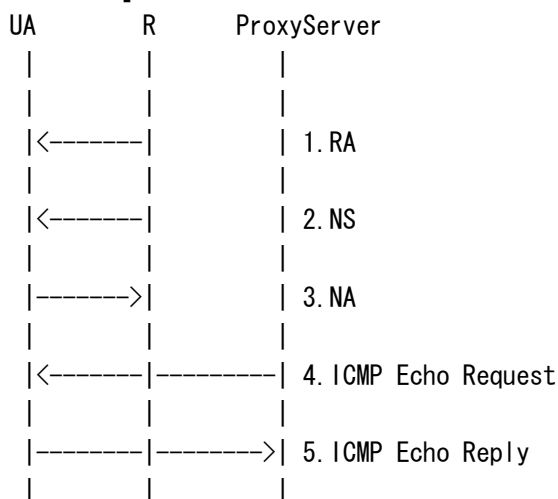 UA R ProxyServer
| | |
| | |
|<-------| | 1.RA
| | |
|<-------| | 2.NS
| | |
|------->| | 3.NA
| | |
|<-------|---------| 4.ICMP Echo Request
| | |
|--------|-------->| 5.ICMP Echo Reply
| | |